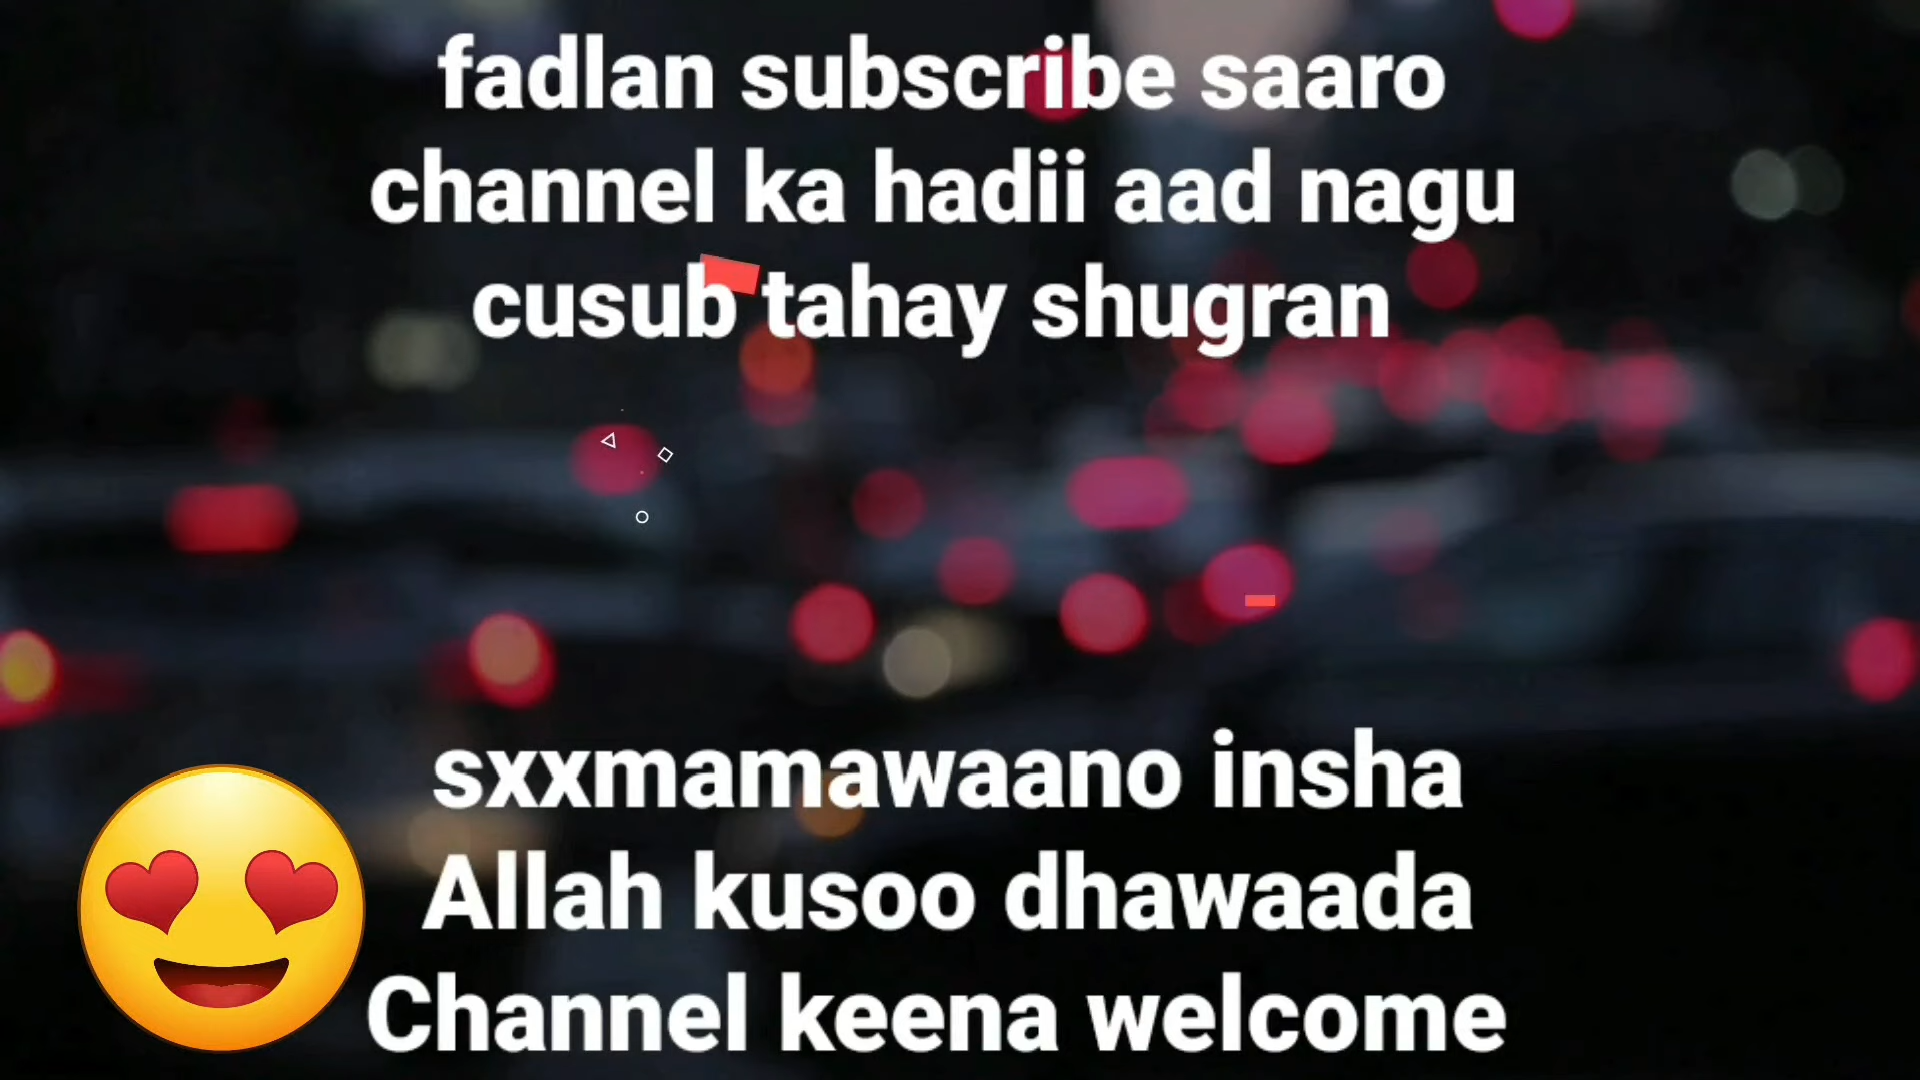 fadlan subscribe saaro
channel ka hadii aad nagu
cusub tahay shugran
sxxmamawaano insha
Allah kusoo dhawaada
Channel keena welcome